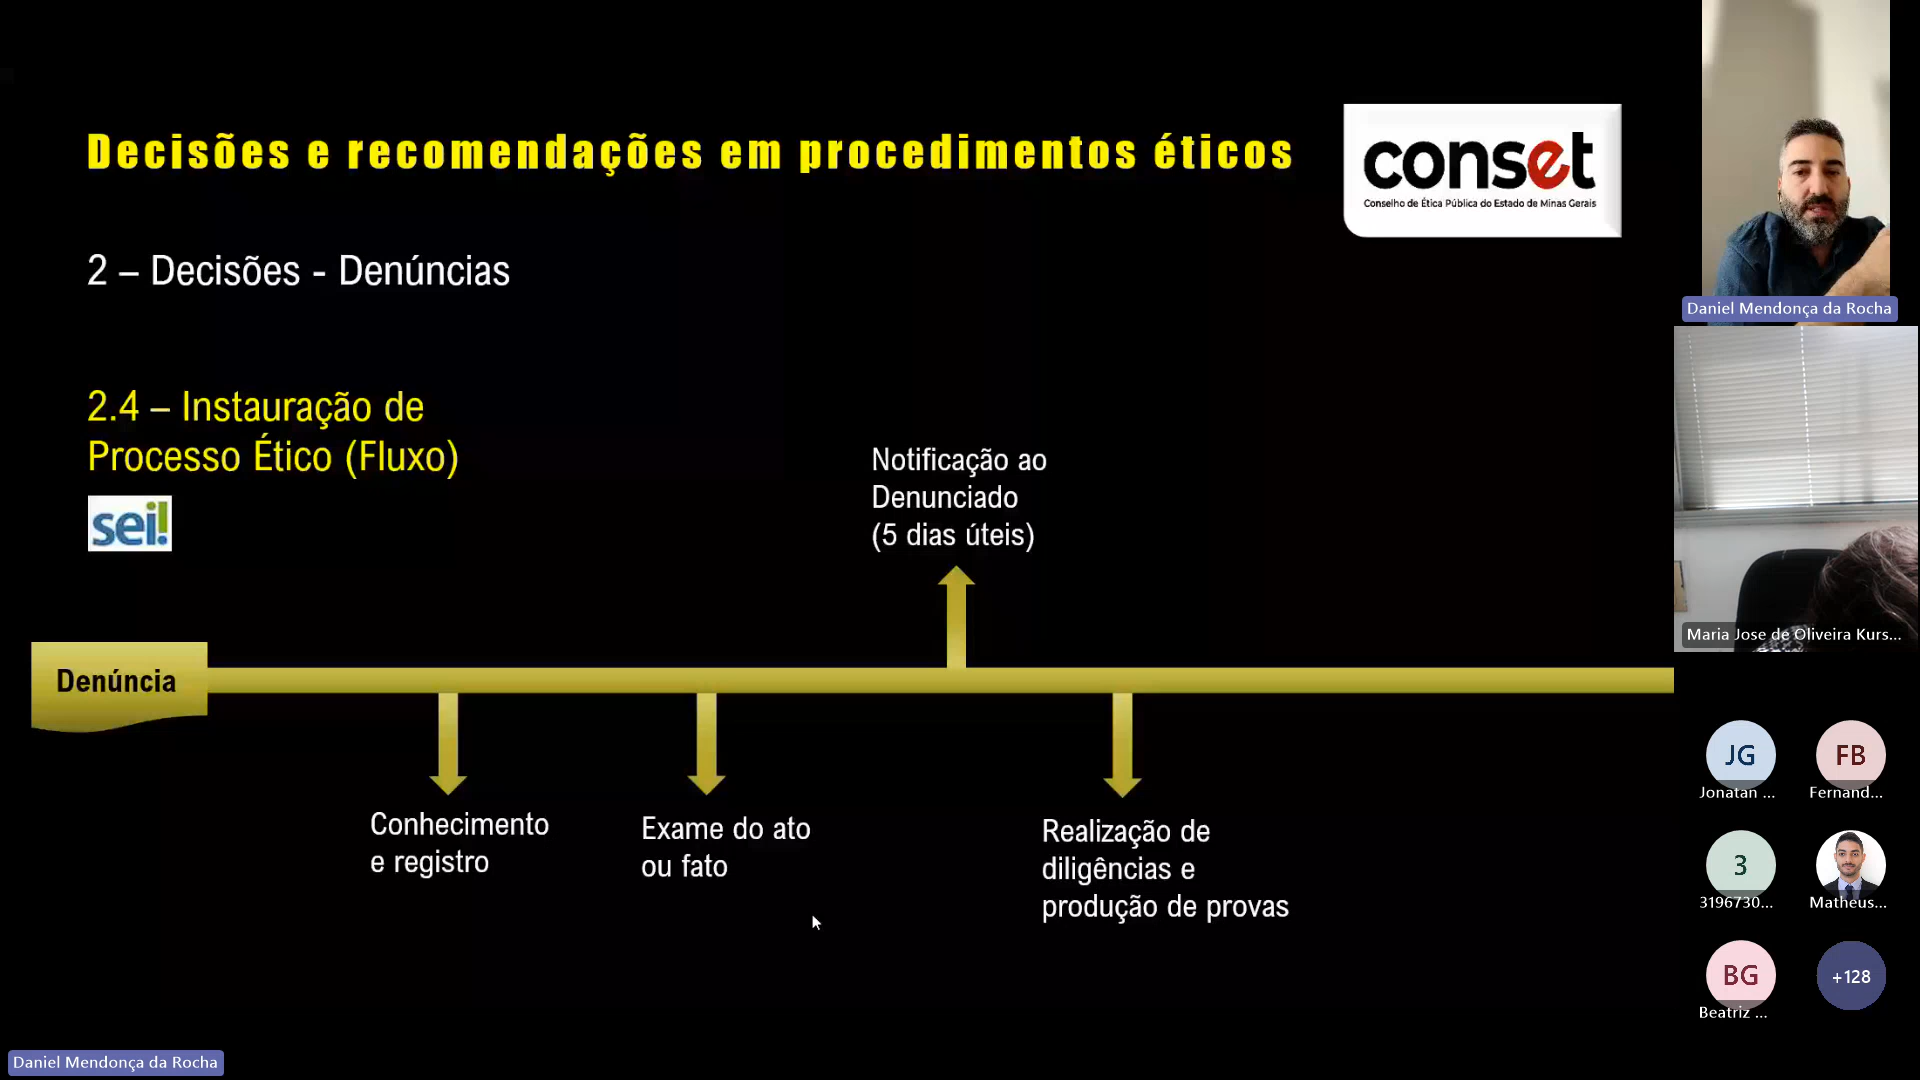 Decisões e recomendações em procedimentos éticos
conset
Conselho de Ética Pública do Estado de Minas Gerais
2 – Decisões - Denúncias
2.4 – Instauração de
Processo Ético (Fluxo)
sei!
Notificação ao
Denunciado
(5 dias úteis)
Denúncia
Conhecimento
e registro
Exame do ato
ou fato
Realização de
diligências e
produção de provas
Daniel Mendonça da Rocha
Daniel Mendonça da Rocha
Maria Jose de Oliveira Kurs...
JG
FB
Jonatan ...
Fernand...
3
3196730...
Matheus...
BG
+128
Beatriz ...